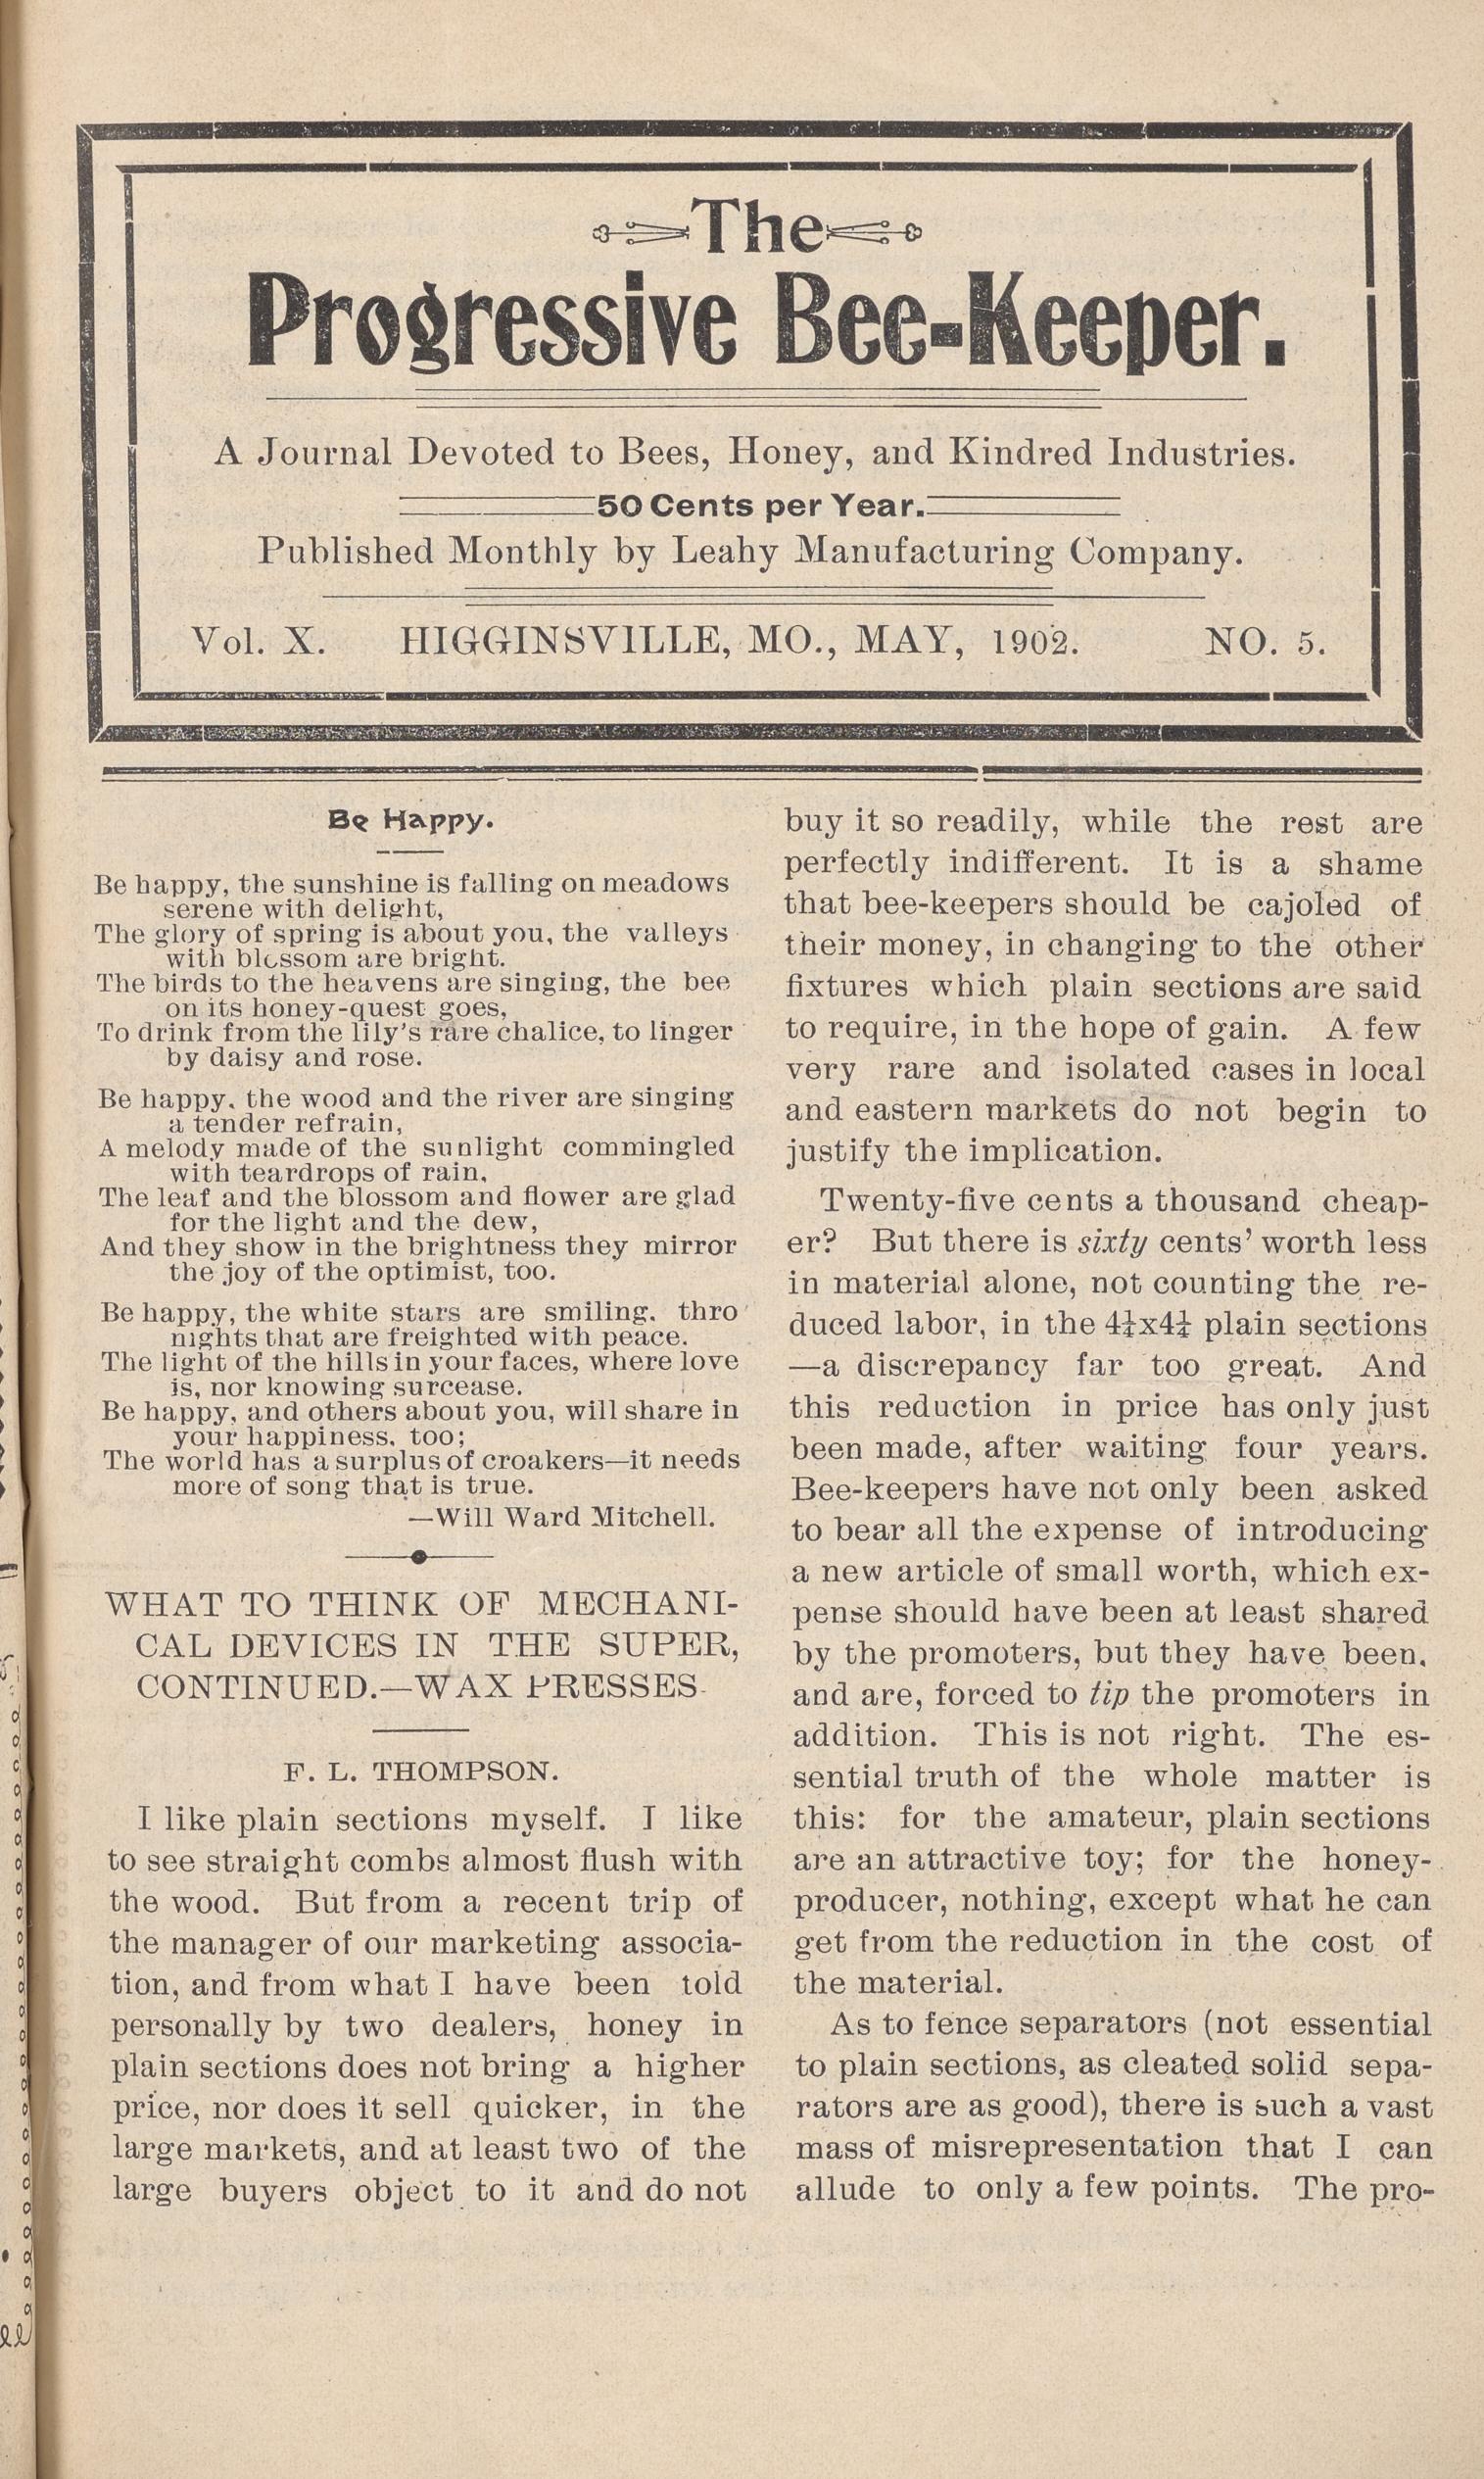 The
Progressive Bee-Keeper.
A Journal Devoted to Bees, Honey, and Kindred Industries.
50 Cents per Year.
Published Monthly by Leahy Manufacturing Company.
Vol. X. HIGGINSVILLE, MO., MAY, 1902. NO. 5.
Be Happy.
Be happy, the sunshine is falling on meadows
serene with delight,
The glory of spring is about you, the valleys
with blossom are bright.
The birds to the heavens are singing, the bee
on its honey-quest goes,
To drink from the lily's rare chalice, to linger
by daisy and rose.
Be happy, the wood and the river are singing
a tender refrain,
A melody made of the sunlight commingled
with teardrops of rain.
The leaf and the blossom and flower are glad
for the light and the dew,
And they show in the brightness they mirror
the joy of the optimist, too.
Be happy, the white stars are smiling. thro'
nights that are freighted with peace.
The light of the hills in your faces, where love
is, nor knowing surcease.
Be happy, and others about you, will share in
your happiness, too;
The world has a surplus of croakers—it needs
more of song that is true.
—Will Ward Mitchell.
WHAT TO THINK OF MECHANI-
CAL DEVICES IN THE SUPER,
CONTINUED.—WAX PRESSES.
F. L. THOMPSON.
I like plain sections myself. I like
to see straight combs almost flush with
the wood. But from a recent trip of
the manager of our marketing associa-
tion, and from what I have been told
personally by two dealers, honey in
plain sections does not bring a higher
price, nor does it sell quicker, in the
large markets, and at least two of the
large buyers object to it and do not
buy it so readily, while the rest are
perfectly indifferent. It is a shame
that bee-keepers should be cajoled of
their money, in changing to the other
fixtures which plain sections are said
to require, in the hope of gain. A few
very rare and isolated cases in local
and eastern markets do not begin to
justify the implication.
Twenty-five cents a thousand cheap-
er? But there is sixty cents' worth less
in material alone, not counting the re-
duced labor, in the 4¼x4¼ plain sections
—a discrepancy far too great. And
this reduction in price has only just
been made, after waiting four years.
Bee-keepers have not only been asked
to bear all the expense of introducing
a new article of small worth, which ex-
pense should have been at least shared
by the promoters, but they have been,
and are, forced to tip the promoters in
addition. This is not right. The es-
sential truth of the whole matter is
this: for the amateur, plain sections
are an attractive toy; for the honey-
producer, nothing, except what he can
get from the reduction in the cost of
the material.
As to fence separators (not essential
to plain sections, as cleated solid sepa-
rators are as good), there is such a vast
mass of misrepresentation that I can
allude to only a few points. The pro-